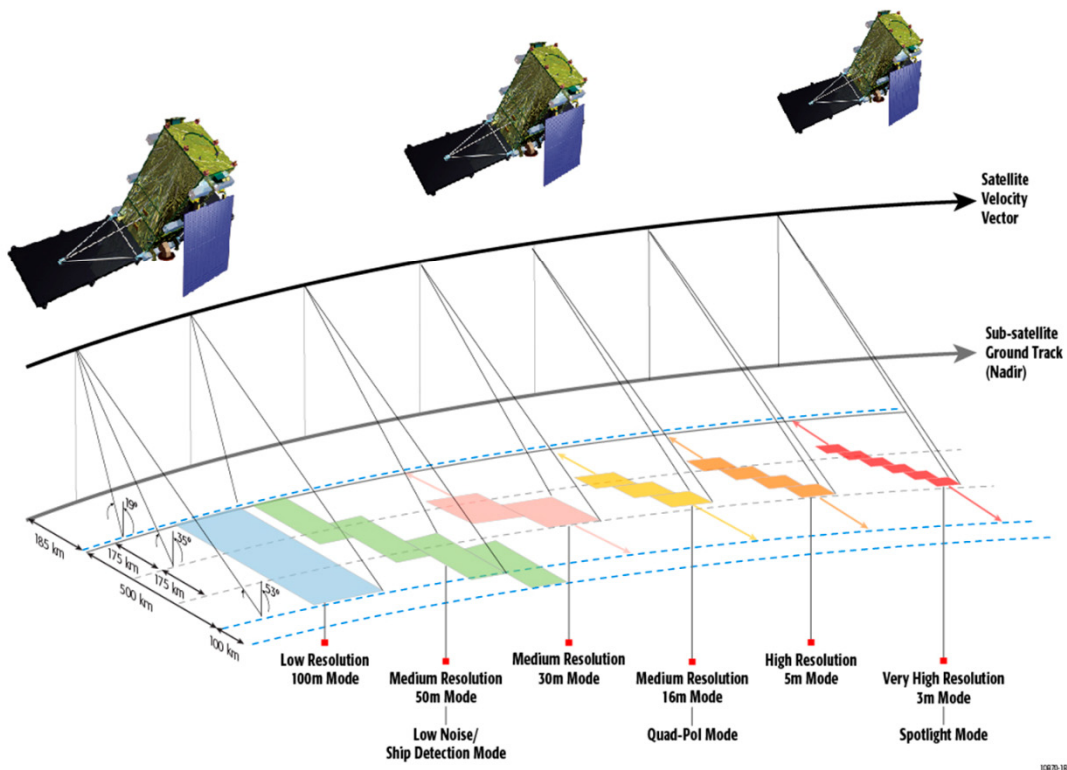 Satellite
Velocity
Vector
Sub-satellite
Ground Track
(Nadir)
19°
35°
53°
185 km
175 km
175 km
500 km
100 km
Low Resolution
100m Mode
Medium Resolution
50m Mode
Low Noise/
Ship Detection Mode
Medium Resolution
30m Mode
Medium Resolution
16m Mode
Quad-Pol Mode
High Resolution
5m Mode
Very High Resolution
3m Mode
Spotlight Mode